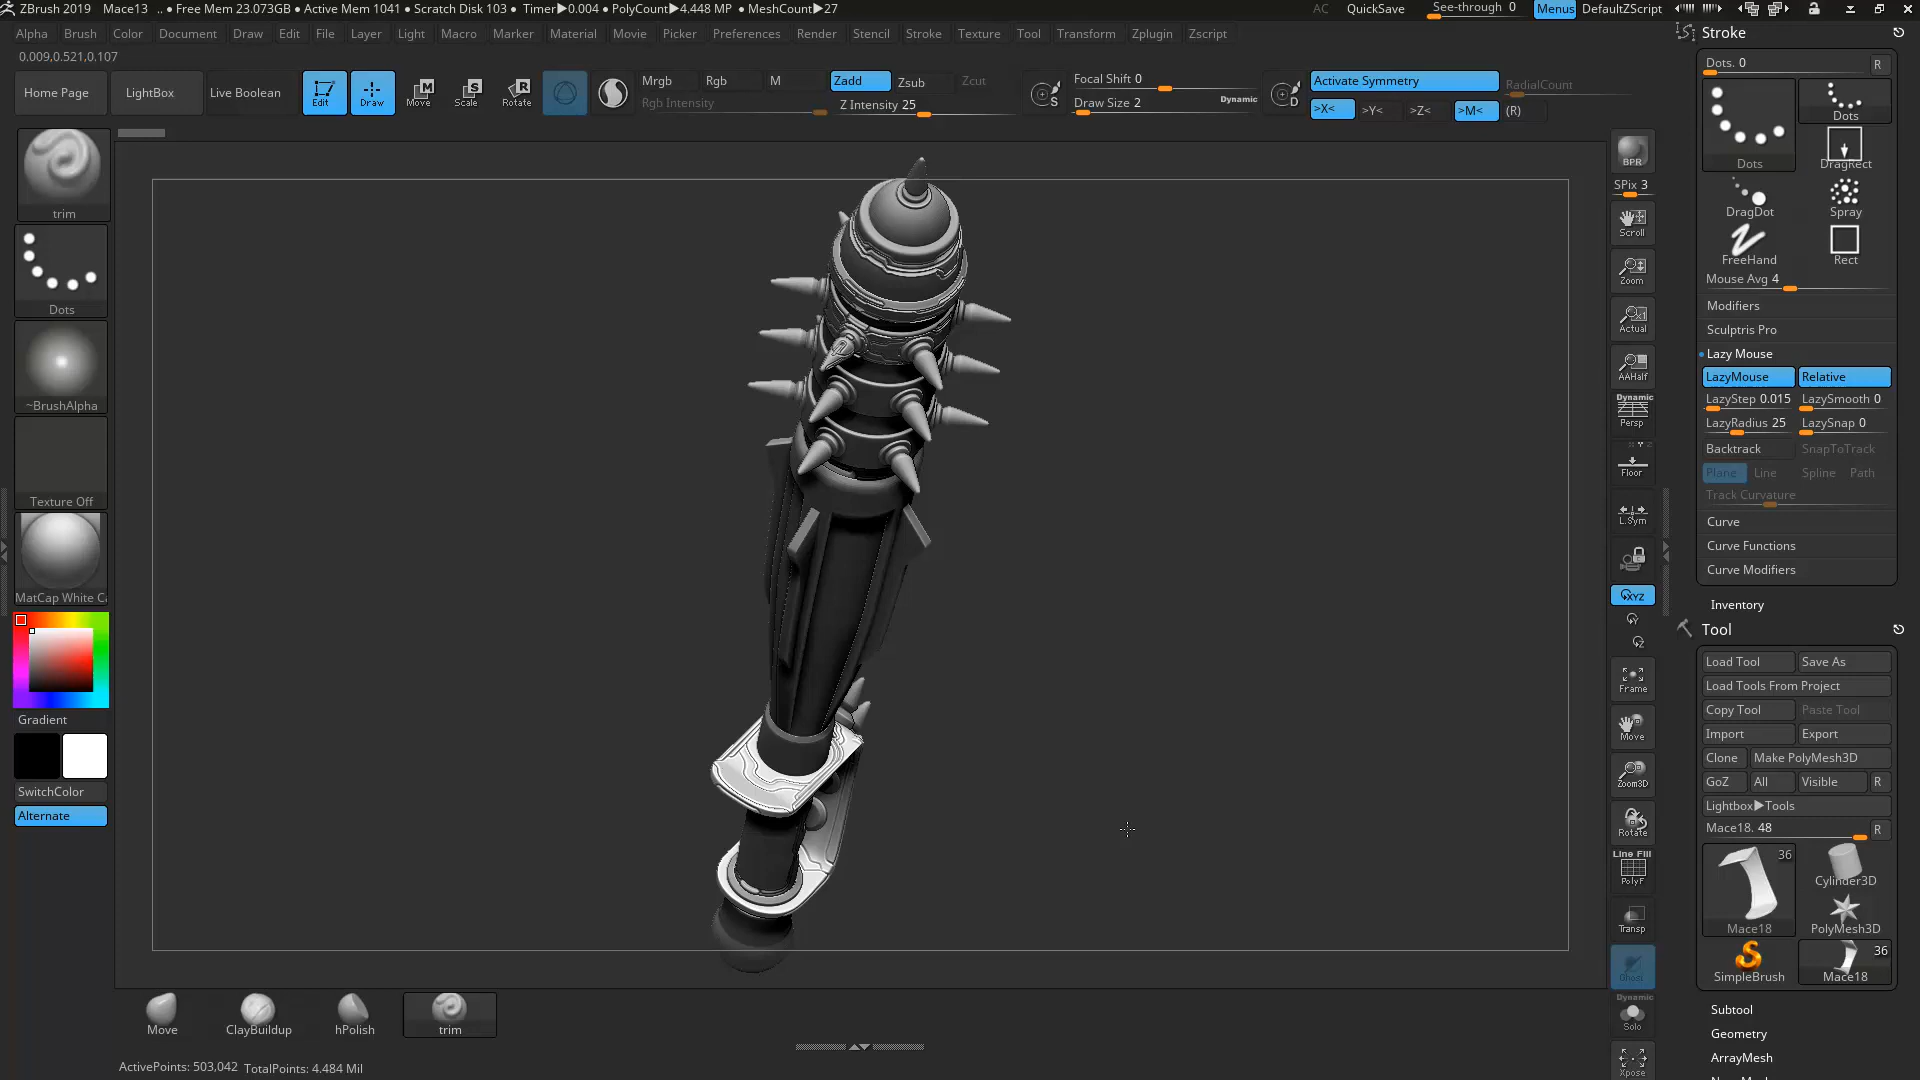 ZBrush 2019 Mace13 .. • Free Mem 23.073GB • Active Mem 1041 • Scratch Disk 103 • Timer▶0.004 • PolyCount▶4.448 MP • MeshCount▶27 AC QuickSave See-through 0 Menus DefaultZScript
Alpha Brush Color Document Draw Edit File Layer Light Macro Marker Material Movie Picker Preferences Render Stencil Stroke Texture Tool Transform Zplugin Zscript
0.009,0.521,0.107
Home Page LightBox Live Boolean Edit Draw Move Scale Rotate
Mrgb Rgb M Zadd Zsub Zcut
Rgb Intensity Z Intensity 25
Focal Shift 0
Draw Size 2 Dynamic
S
D
Activate Symmetry RadialCount
>X< >Y< >Z< >M< (R)
trim
Dots
~BrushAlpha
Texture Off
MatCap White Ca
Gradient
SwitchColor
Alternate
Move ClayBuildup hPolish trim
ActivePoints: 503,042 TotalPoints: 4.484 Mil
BPR
SPix 3
Scroll
Zoom
Actual
AAHalf
Dynamic
Persp
Floor
L.Sym
XYZ
Frame
Move
Zoom3D
Rotate
Line Fill
PolyF
Transp
Ghost
Dynamic
Solo
Xpose
Stroke
Dots. 0 R
Dots Dots
DragRect
DragDot Spray
FreeHand Rect
Mouse Avg 4
Modifiers
Sculptris Pro
Lazy Mouse
LazyMouse Relative
LazyStep 0.015 LazySmooth 0
LazyRadius 25 LazySnap 0
Backtrack SnapToTrack
Plane Line Spline Path
Track Curvature
Curve
Curve Functions
Curve Modifiers
Inventory
Tool
Load Tool Save As
Load Tools From Project
Copy Tool Paste Tool
Import Export
Clone Make PolyMesh3D
GoZ All Visible R
Lightbox▶Tools
Mace18. 48 R
36
Cylinder3D
Mace18 PolyMesh3D
36
SimpleBrush Mace18
Subtool
Geometry
ArrayMesh